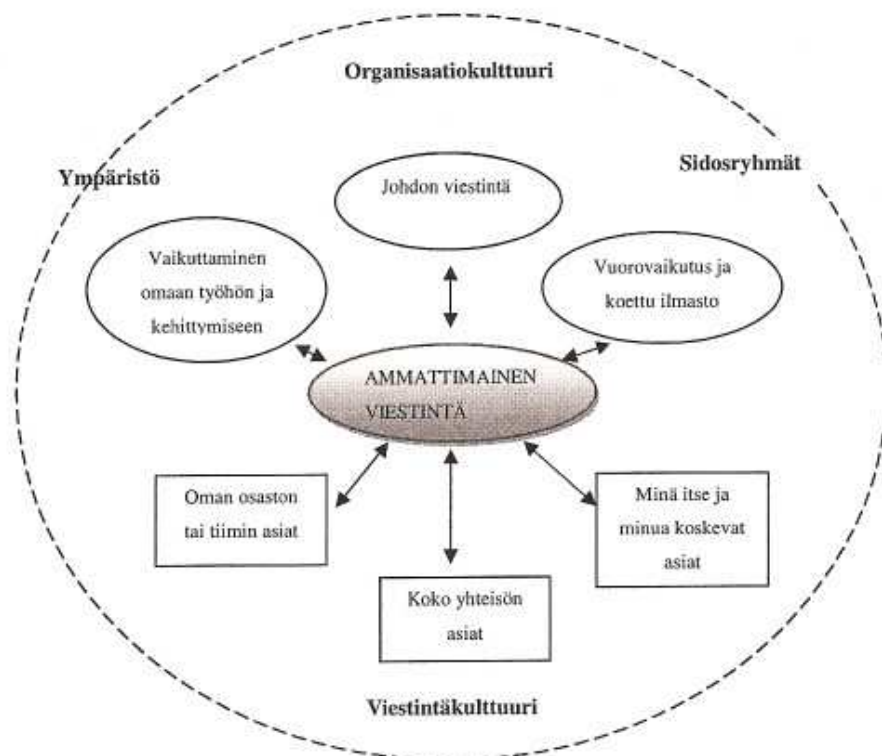 Organisaatiokulttuuri
Ympäristö
Sidosryhmät
Johdon viestintä
Vaikuttaminen
omaan työhön ja
kehittymiseen
Vuorovaikutus ja
koettu ilmasto
AMMATTIMAINEN
VIESTINTÄ
Oman osaston
tai tiimin asiat
Koko yhteisön
asiat
Minä itse ja
minua koskevat
asiat
Viestintäkulttuuri